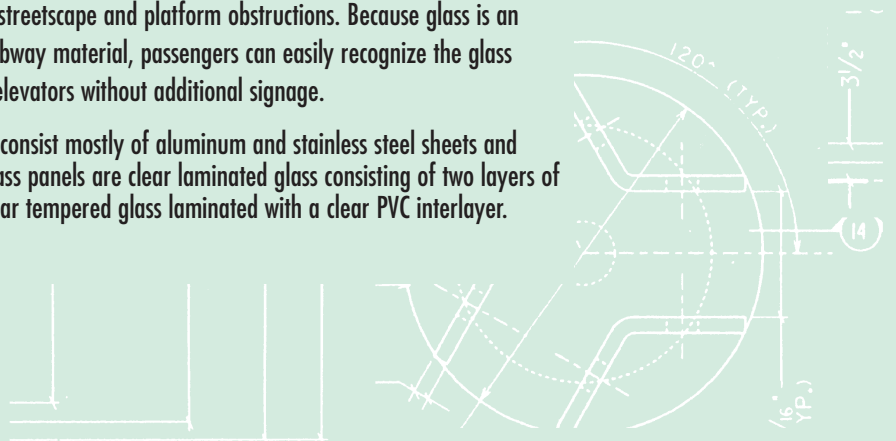 streetscape and platform obstructions. Because glass is an
bway material, passengers can easily recognize the glass
elevators without additional signage.
consist mostly of aluminum and stainless steel sheets and
ass panels are clear laminated glass consisting of two layers of
ar tempered glass laminated with a clear PVC interlayer.
120° (TYP.)
3 1/2"
14